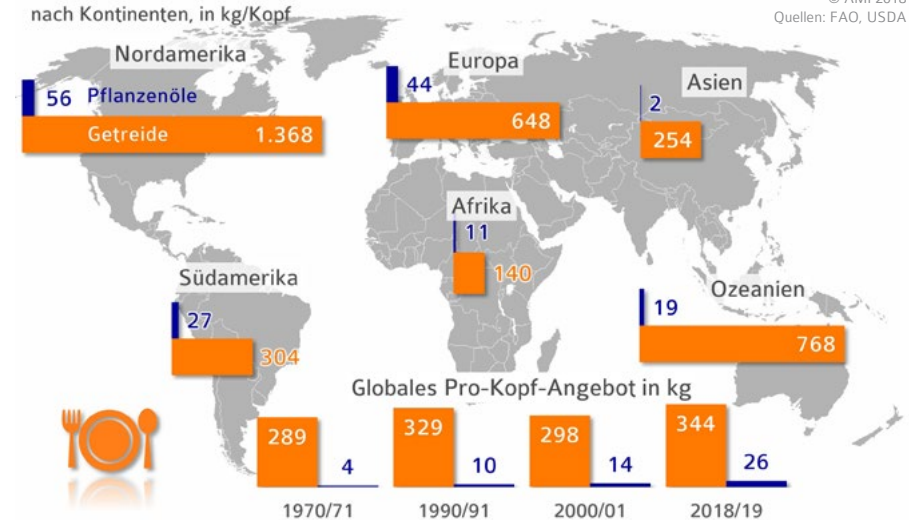 nach Kontinenten, in kg/Kopf
Quellen: FAO, USDA
Nordamerika
56 Pflanzenöle
Getreide 1.368
Europa
44
648
Asien
2
254
Afrika
11
140
Südamerika
27
304
Ozeanien
19
768
Globales Pro-Kopf-Angebot in kg
289 4
329 10
298 14
344 26
1970/71 1990/91 2000/01 2018/19